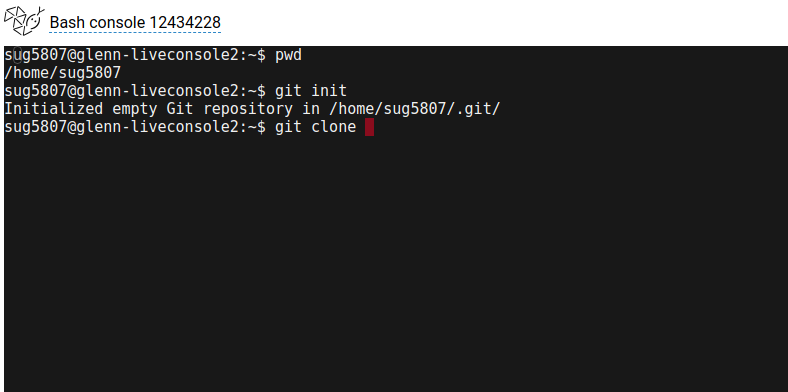 Bash console 12434228
sug5807@glenn-liveconsole2:~$ pwd
/home/sug5807
sug5807@glenn-liveconsole2:~$ git init
Initialized empty Git repository in /home/sug5807/.git/
sug5807@glenn-liveconsole2:~$ git clone